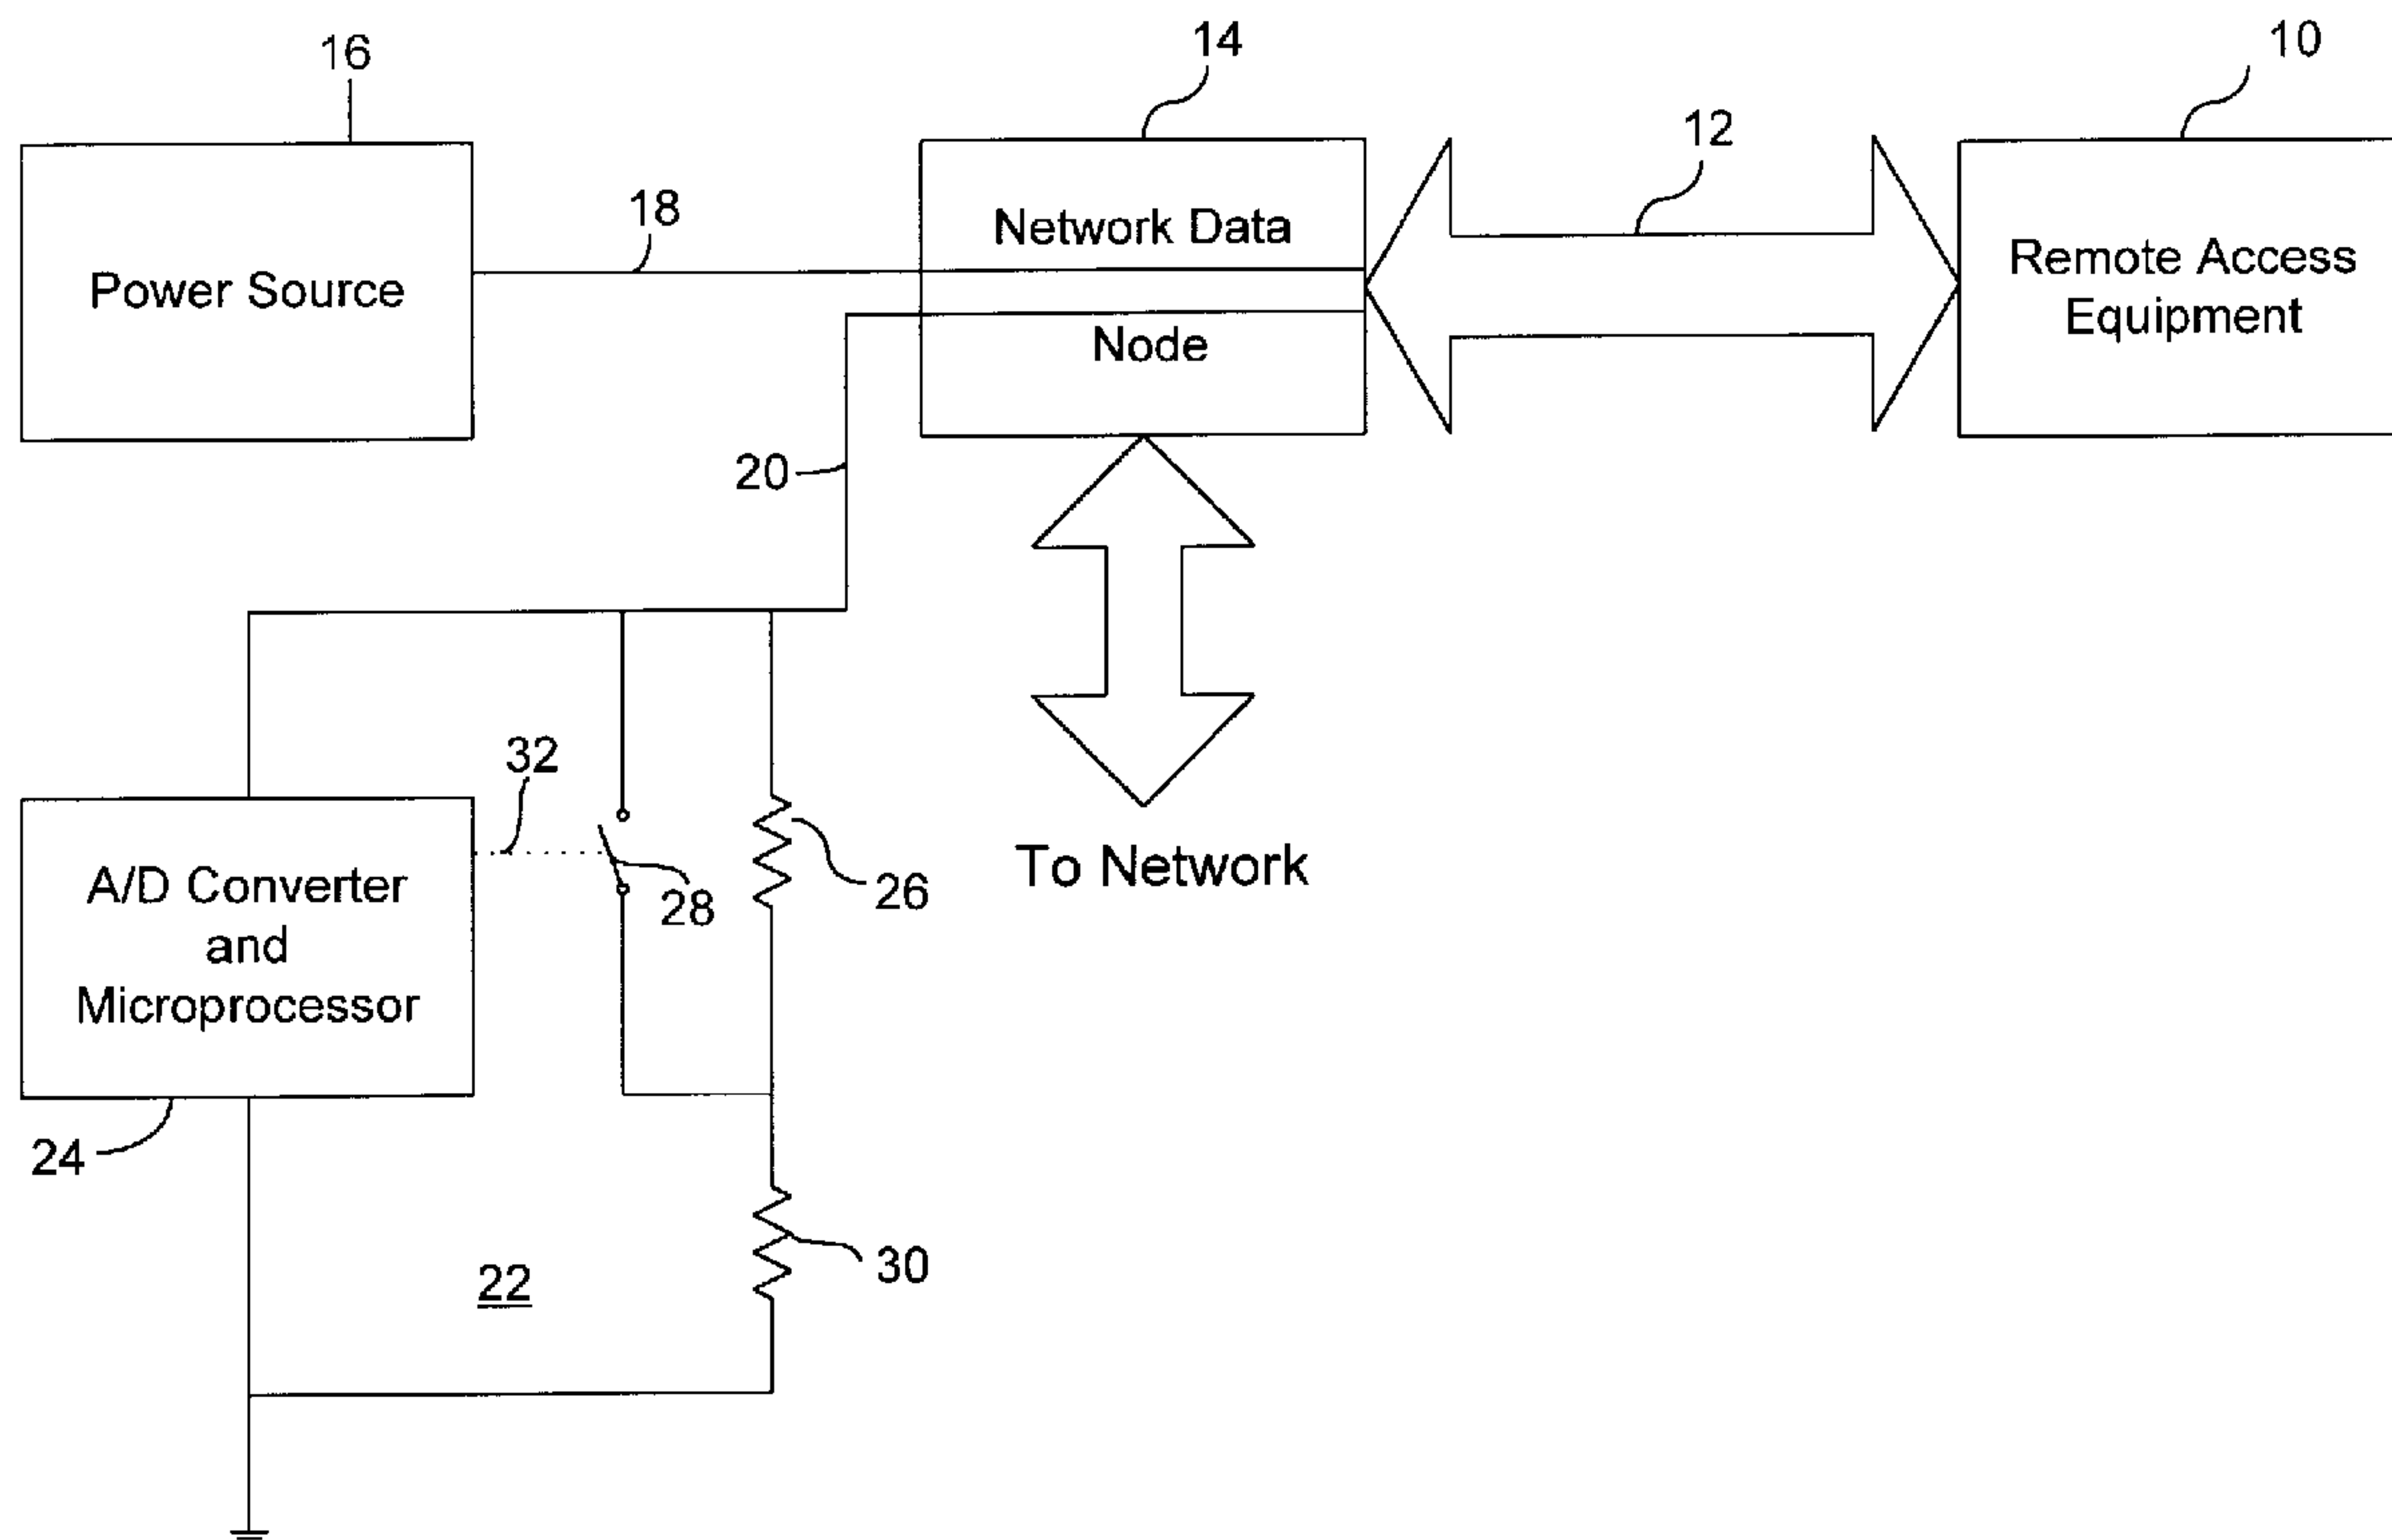 16
14
10
12
18
Power Source
Network Data
Node
Remote Access
Equipment
20
32
28
26
To Network
A/D Converter
and
Microprocessor
24
22
30